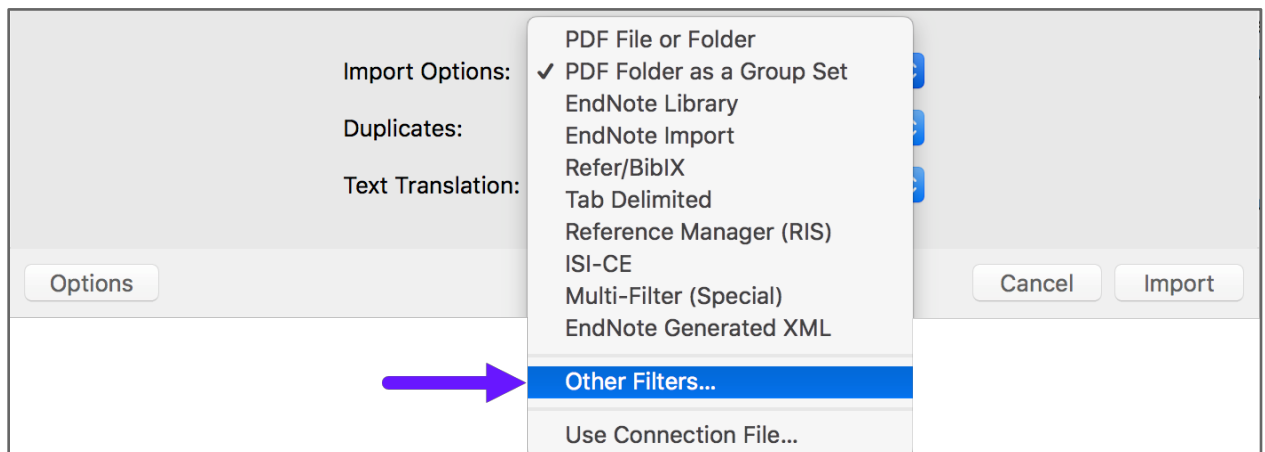 PDF File or Folder
Import Options: ✓ PDF Folder as a Group Set
EndNote Library
Duplicates:
EndNote Import
Refer/BibIX
Text Translation:
Tab Delimited
Reference Manager (RIS)
ISI-CE
Options
Cancel
Import
Multi-Filter (Special)
EndNote Generated XML
Other Filters...
Use Connection File...